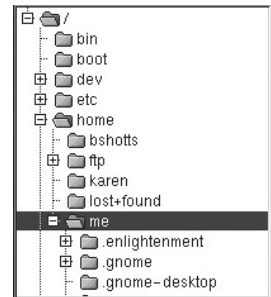 /
bin
boot
dev
etc
home
bshotts
ftp
karen
lost+found
me
.enlightenment
.gnome
.gnome-desktop